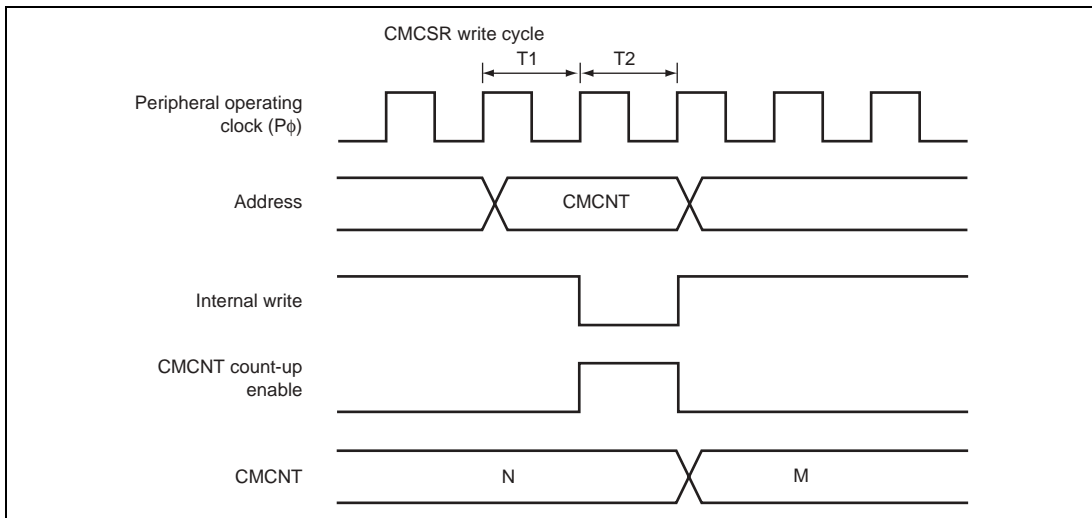 CMCSR write cycle
T1 T2
Peripheral operating
clock (Pϕ)
Address
CMCNT
Internal write
CMCNT count-up
enable
CMCNT
N
M